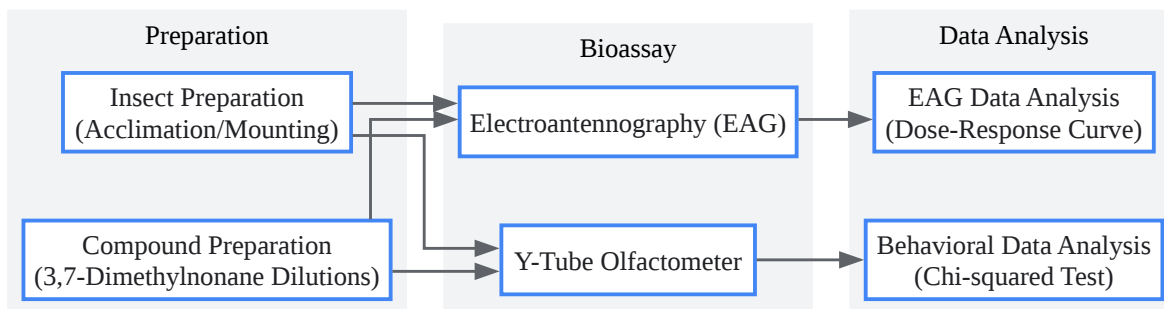 Preparation
Insect Preparation
(Acclimation/Mounting)
Compound Preparation
(3,7-Dimethylnonane Dilutions)
Bioassay
Electroantennography (EAG)
Y-Tube Olfactometer
Data Analysis
EAG Data Analysis
(Dose-Response Curve)
Behavioral Data Analysis
(Chi-squared Test)